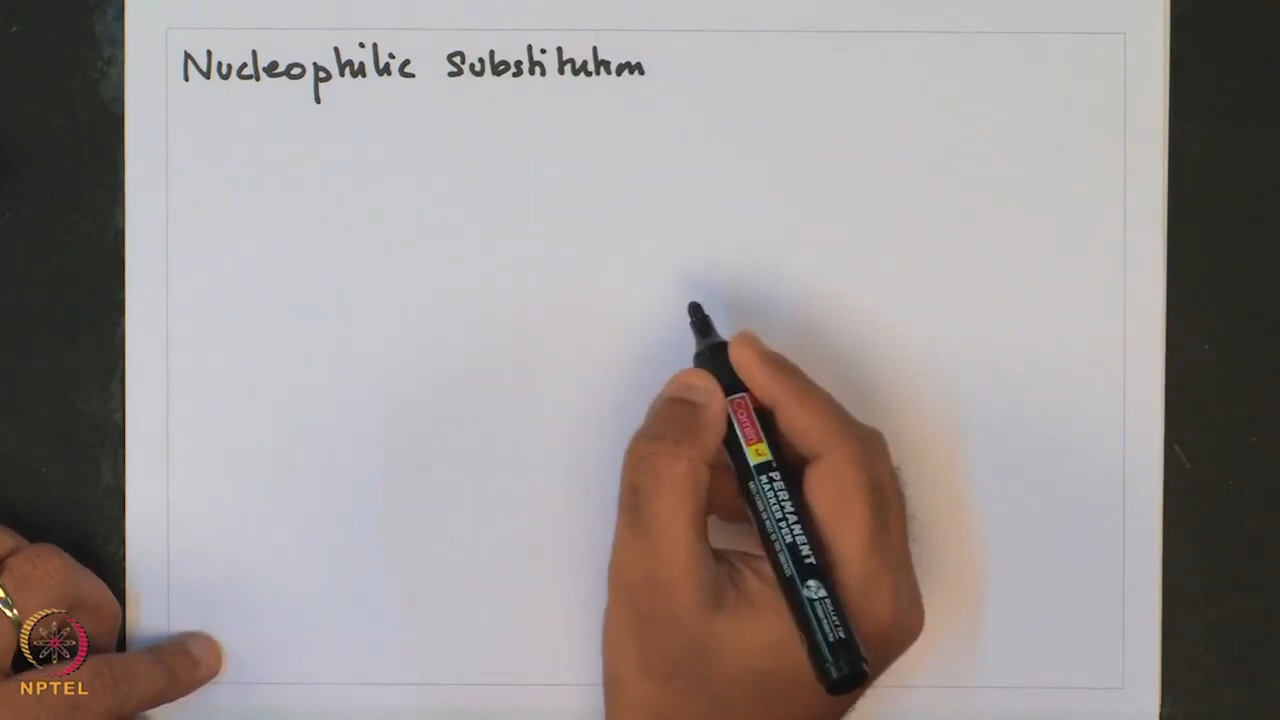 Nucleophilic Substitution
Camlin
PERMANENT
MARKER PEN
NPTEL